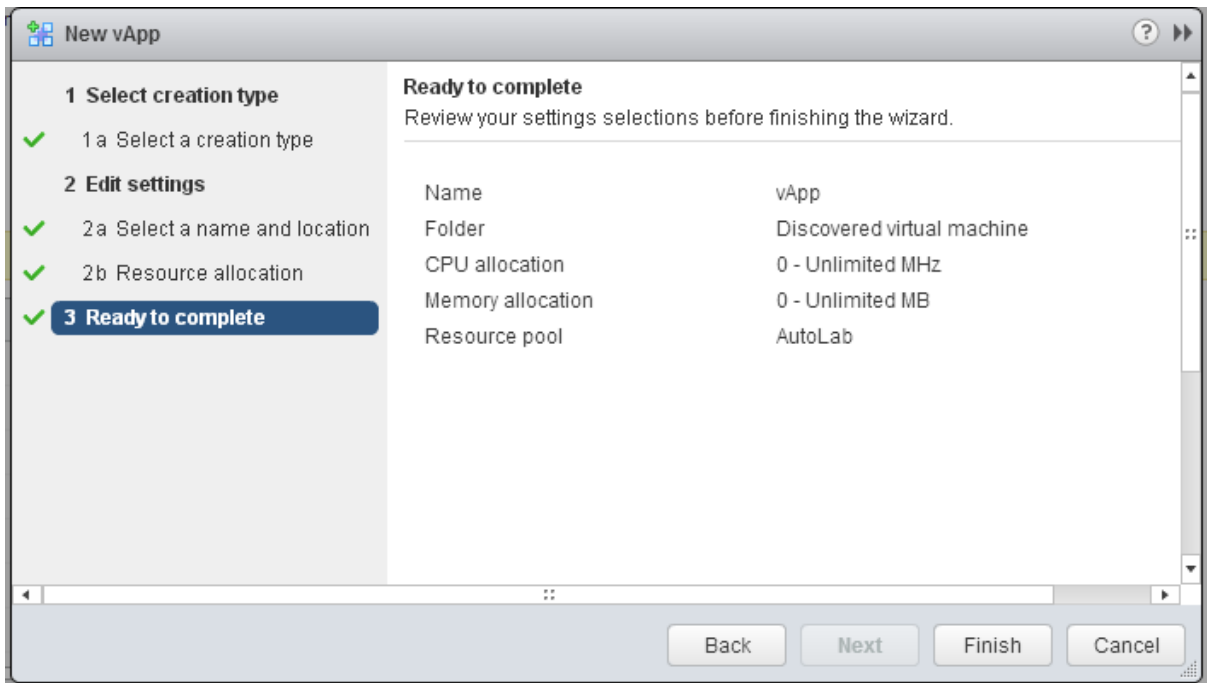 New vApp
?
1 Select creation type
1a Select a creation type
2 Edit settings
2a Select a name and location
2b Resource allocation
3 Ready to complete
Ready to complete
Review your settings selections before finishing the wizard.
Name vApp
Folder Discovered virtual machine
CPU allocation 0 - Unlimited MHz
Memory allocation 0 - Unlimited MB
Resource pool AutoLab
Back Next Finish Cancel